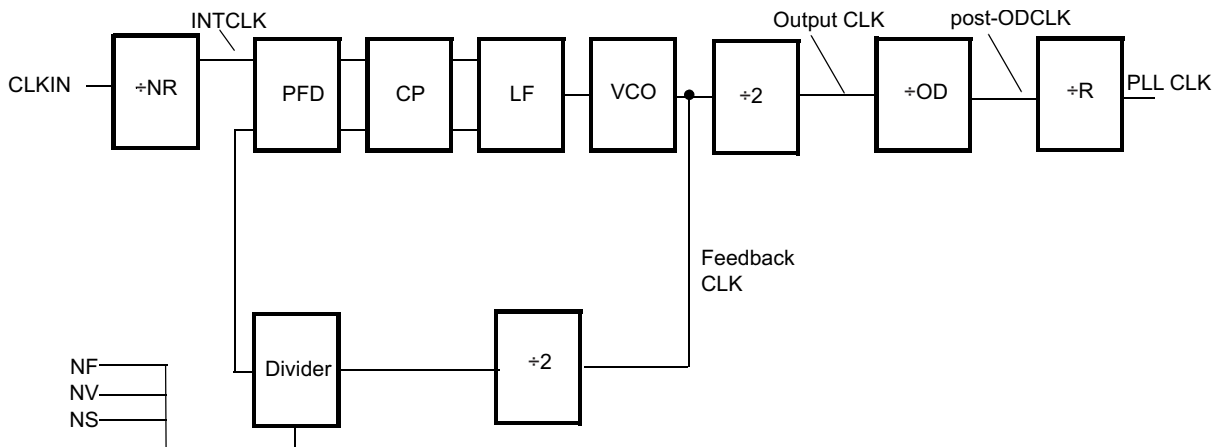 INTCLK
Output CLK
post-ODCLK
CLKIN
÷NR
PFD
CP
LF
VCO
÷2
÷OD
÷R
PLL CLK
Feedback
CLK
Divider
÷2
NF
NV
NS